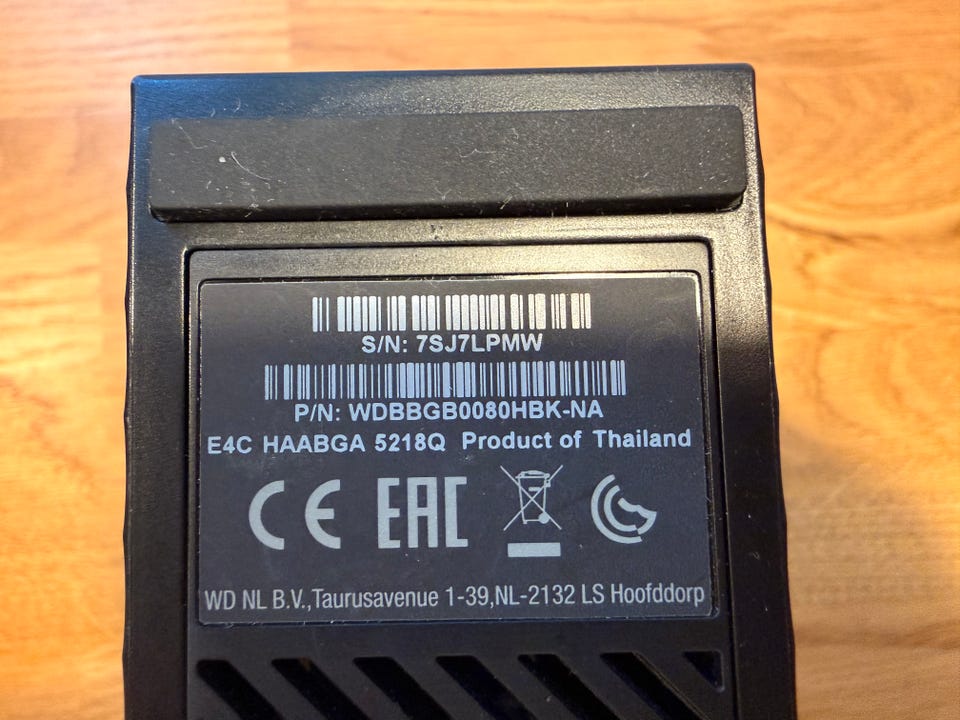 S/N: 7SJ7LPMW
P/N: WDBBGB0080HBK-NA
E4C HAABGA 5218Q Product of Thailand
CE EAC
WD NL B.V.,Taurusavenue 1-39,NL-2132 LS Hoofddorp